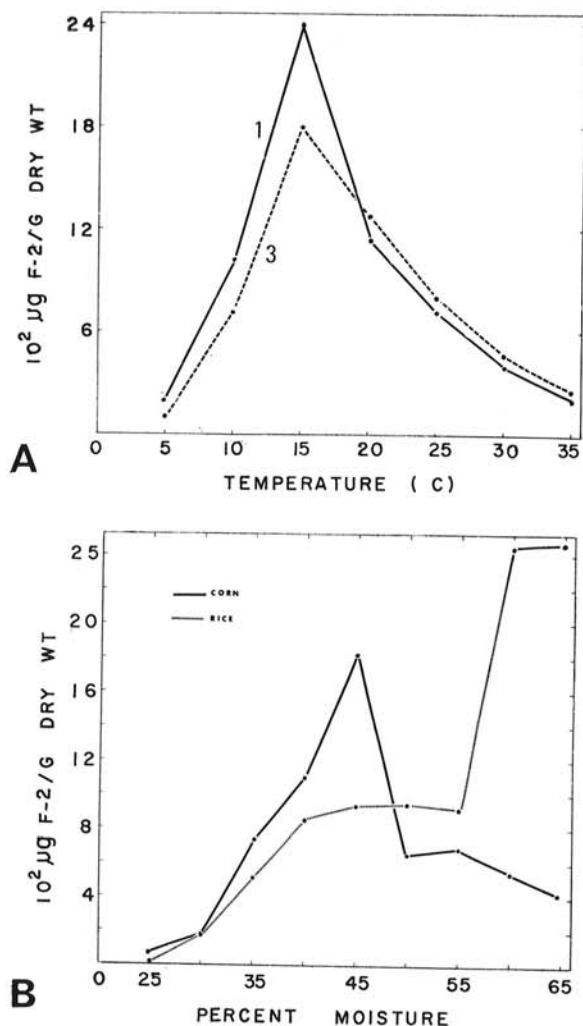 24
18
12
6
10² µg F-2/G DRY WT
1
3
0 5 10 15 20 25 30 35
TEMPERATURE ( C)
A
25
20
16
12
8
4
10² µg F-2/G DRY WT
CORN
RICE
0 25 35 45 55 65
PERCENT MOISTURE
B